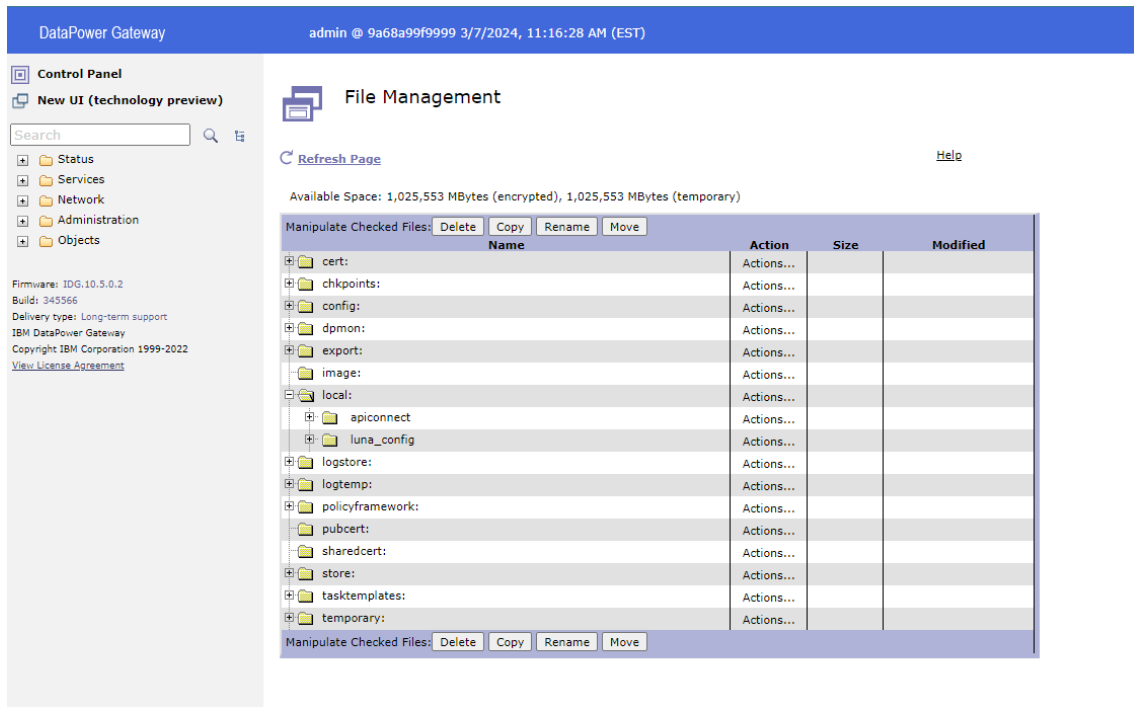 DataPower Gateway admin @ 9a68a99f9999 3/7/2024, 11:16:28 AM (EST)
Control Panel
New UI (technology preview)
Search
Status
Services
Network
Administration
Objects
Firmware: IDG.10.5.0.2
Build: 345566
Delivery type: Long-term support
IBM DataPower Gateway
Copyright IBM Corporation 1999-2022
View License Agreement
File Management
Refresh Page Help
Available Space: 1,025,553 MBytes (encrypted), 1,025,553 MBytes (temporary)
Manipulate Checked Files: Delete Copy Rename Move
Name Action Size Modified
cert: Actions...
chkpoints: Actions...
config: Actions...
dpmon: Actions...
export: Actions...
image: Actions...
local: Actions...
apiconnect Actions...
luna_config Actions...
logstore: Actions...
logtemp: Actions...
policyframework: Actions...
pubcert: Actions...
sharedcert: Actions...
store: Actions...
tasktemplates: Actions...
temporary: Actions...
Manipulate Checked Files: Delete Copy Rename Move